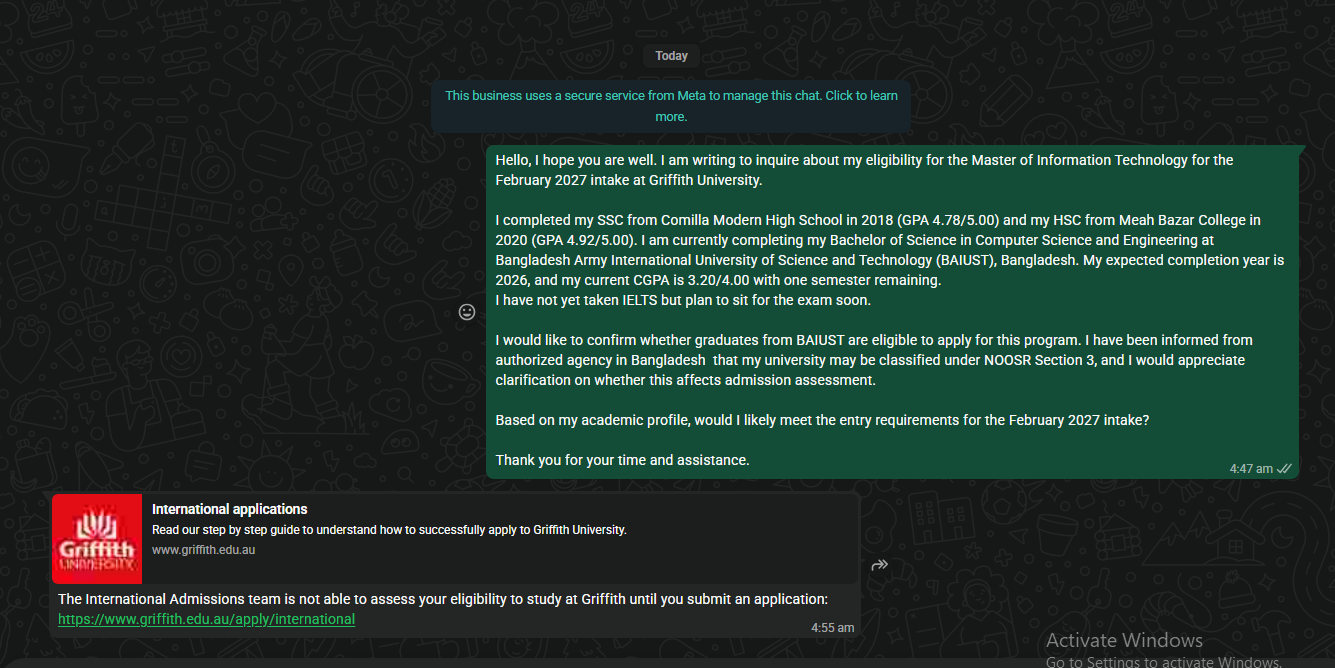 Today
This business uses a secure service from Meta to manage this chat. Click to learn
more.
Hello, I hope you are well. I am writing to inquire about my eligibility for the Master of Information Technology for the
February 2027 intake at Griffith University.
I completed my SSC from Comilla Modern High School in 2018 (GPA 4.78/5.00) and my HSC from Meah Bazar College in
2020 (GPA 4.92/5.00). I am currently completing my Bachelor of Science in Computer Science and Engineering at
Bangladesh Army International University of Science and Technology (BAIUST), Bangladesh. My expected completion year is
2026, and my current CGPA is 3.20/4.00 with one semester remaining.
I have not yet taken IELTS but plan to sit for the exam soon.
I would like to confirm whether graduates from BAIUST are eligible to apply for this program. I have been informed from
authorized agency in Bangladesh  that my university may be classified under NOOSR Section 3, and I would appreciate
clarification on whether this affects admission assessment.
Based on my academic profile, would I likely meet the entry requirements for the February 2027 intake?
Thank you for your time and assistance.
4:47 am
Griffith
UNIVERSITY
International applications
Read our step by step guide to understand how to successfully apply to Griffith University.
www.griffith.edu.au
The International Admissions team is not able to assess your eligibility to study at Griffith until you submit an application:
https://www.griffith.edu.au/apply/international
4:55 am
Activate Windows
Go to Settings to activate Windows.